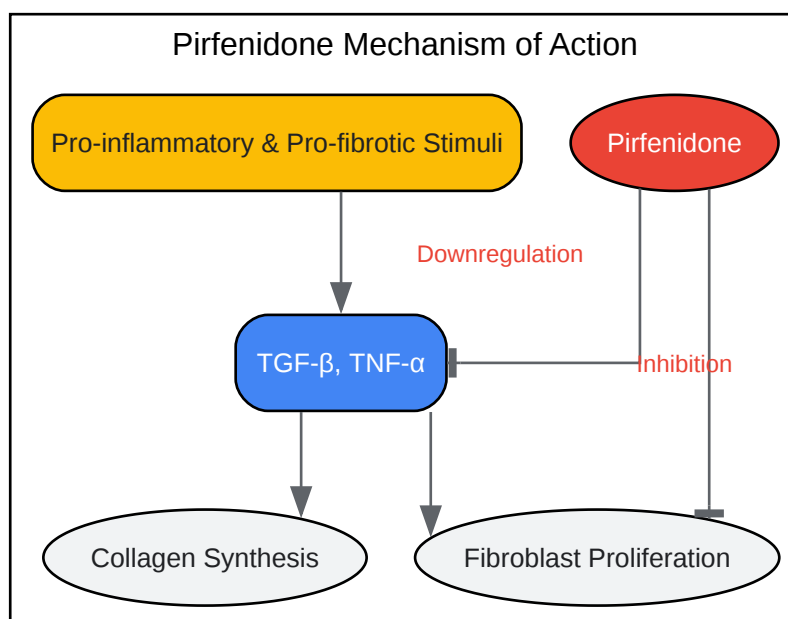 Pirfenidone Mechanism of Action
Pro-inflammatory & Pro-fibrotic Stimuli
Pirfenidone
Downregulation
TGF-β, TNF-α
Inhibition
Collagen Synthesis
Fibroblast Proliferation